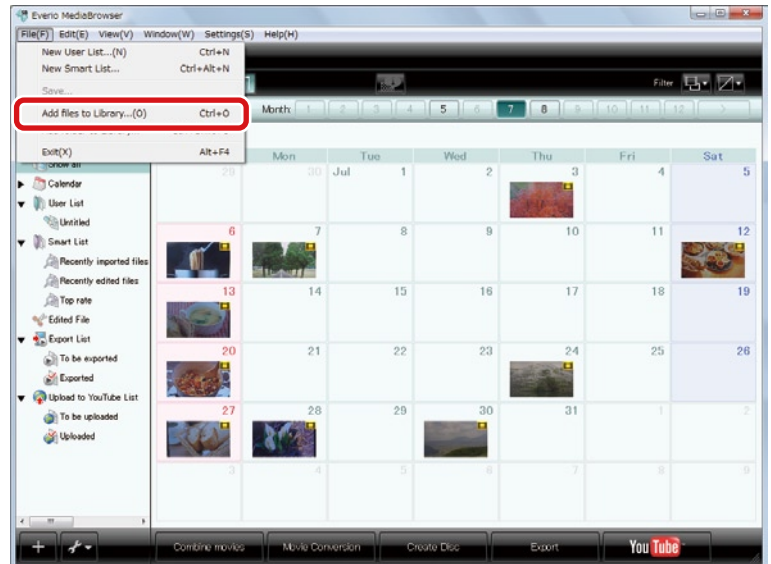 Everio MediaBrowser
File(F) Edit(E) View(V) Window(W) Settings(S) Help(H)
New User List...(N) Ctrl+N
New Smart List... Ctrl+Alt+N
Save...
Filter
Add files to Library...(O) Ctrl+O
Month: 1 2 3 4 5 6 7 8 9 10 11 12
Exit(X) Alt+F4
Show all
Mon Tue Wed Thu Fri Sat
29 30 Jul 1 2 3 4 5
Calendar
User List
Untitled
6 7 8 9 10 11 12
Smart List
Recently imported files
Recently edited files
13 14 15 16 17 18 19
Top rate
Edited File
Export List
20 21 22 23 24 25 26
To be exported
Exported
Upload to YouTube List
27 28 29 30 31 1 2
To be uploaded
Uploaded
3 4 5 6 7 8 9
Combine movies Movie Conversion Create Disc Export YouTube